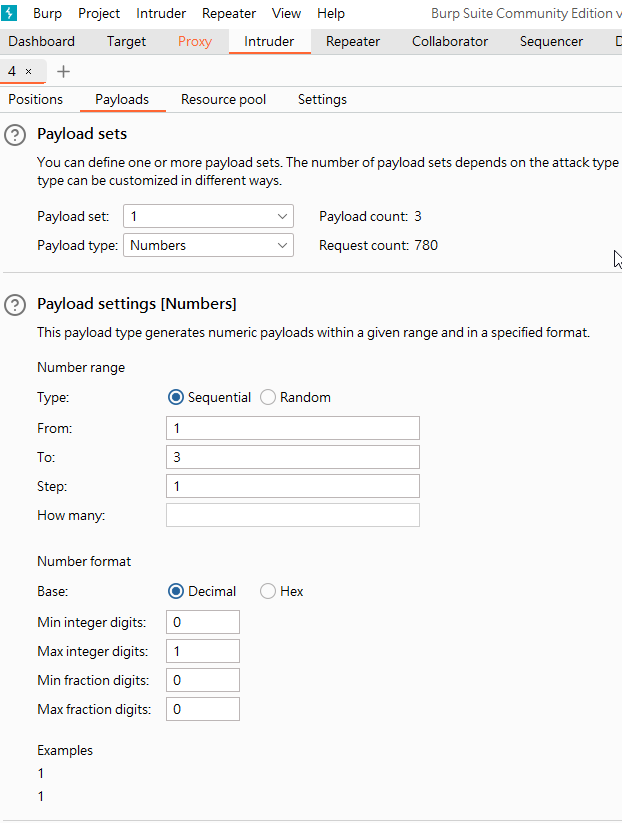 Burp Project Intruder Repeater View Help Burp Suite Community Edition v
Dashboard Target Proxy Intruder Repeater Collaborator Sequencer D
4 × +
Positions Payloads Resource pool Settings
? Payload sets
You can define one or more payload sets. The number of payload sets depends on the attack type
type can be customized in different ways.
Payload set: 1 Payload count: 3
Payload type: Numbers Request count: 780
? Payload settings [Numbers]
This payload type generates numeric payloads within a given range and in a specified format.
Number range
Type: Sequential Random
From: 1
To: 3
Step: 1
How many:
Number format
Base: Decimal Hex
Min integer digits: 0
Max integer digits: 1
Min fraction digits: 0
Max fraction digits: 0
Examples
1
1